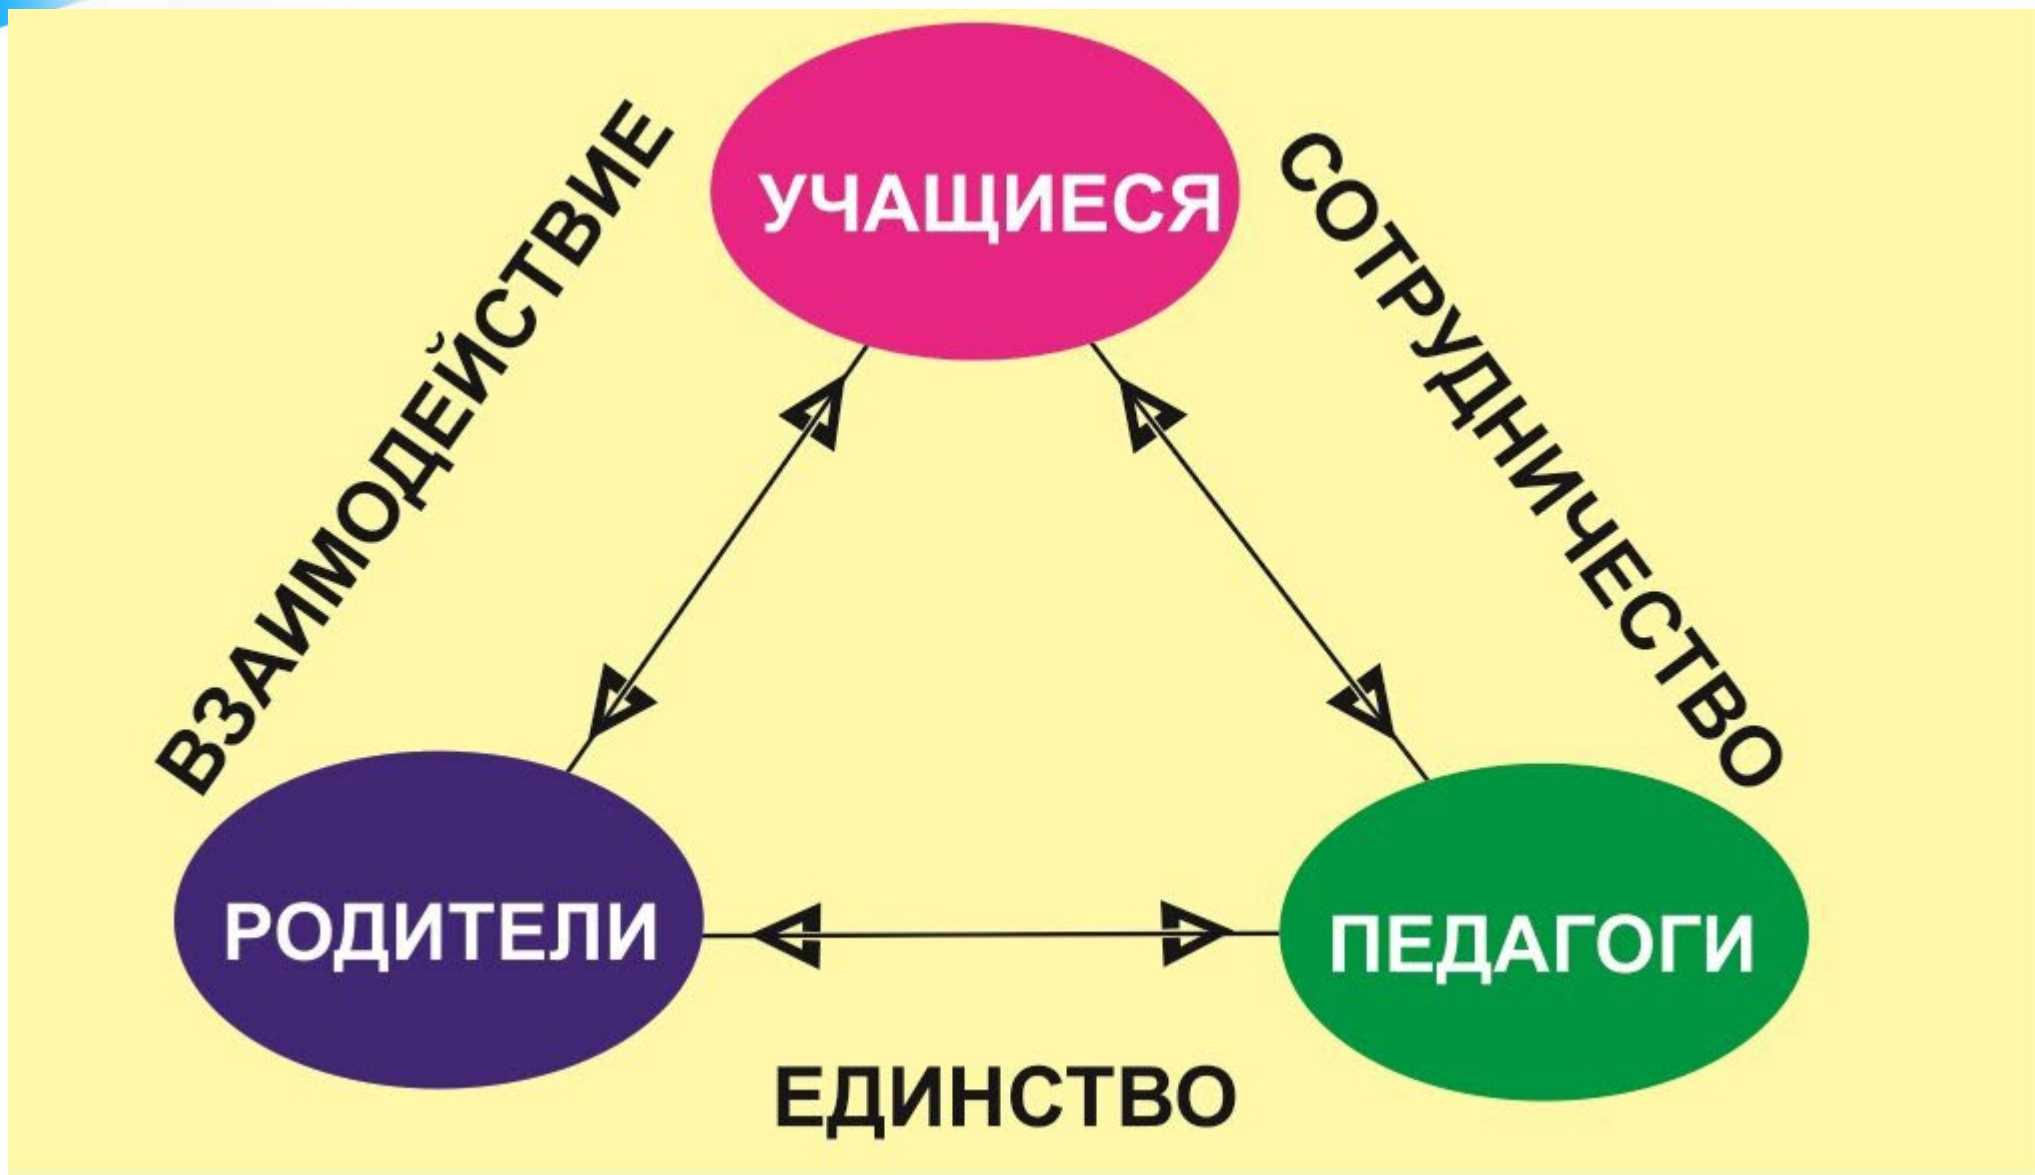 УЧАЩИЕСЯ
ВЗАИМОДЕЙСТВИЕ
СОТРУДНИЧЕСТВО
РОДИТЕЛИ
ПЕДАГОГИ
ЕДИНСТВО